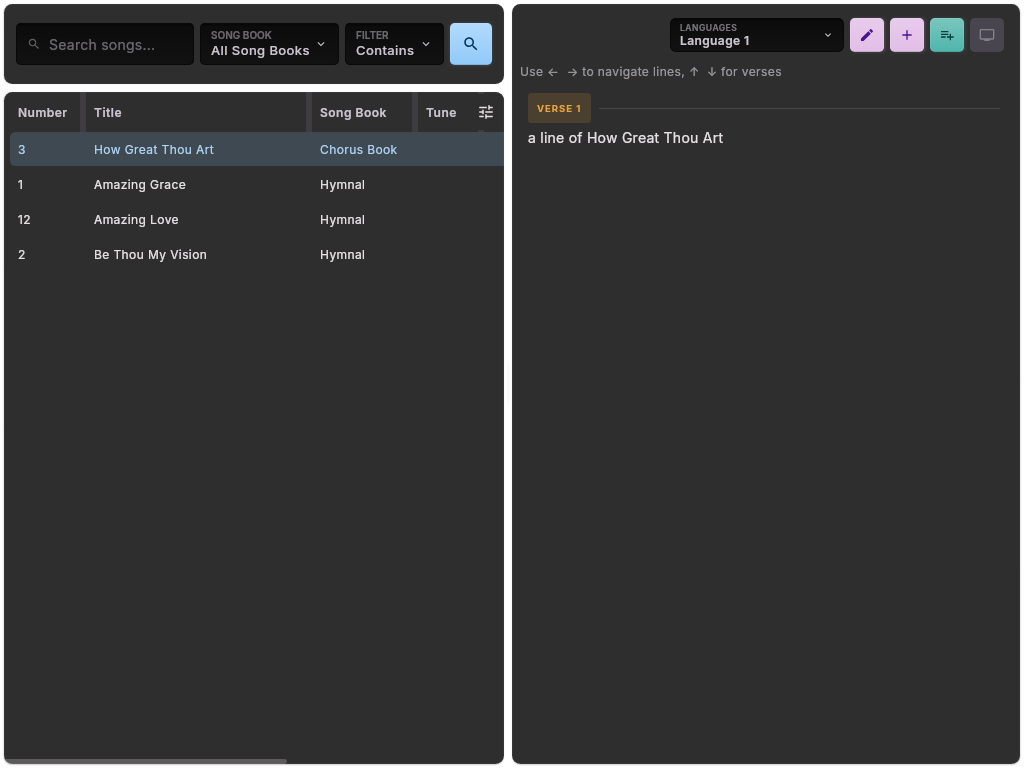 Search songs...
SONG BOOK
All Song Books
FILTER
Contains
Number Title Song Book Tune
3 How Great Thou Art Chorus Book
1 Amazing Grace Hymnal
12 Amazing Love Hymnal
2 Be Thou My Vision Hymnal
LANGUAGES
Language 1
Use ← → to navigate lines, ↑ ↓ for verses
VERSE 1
a line of How Great Thou Art